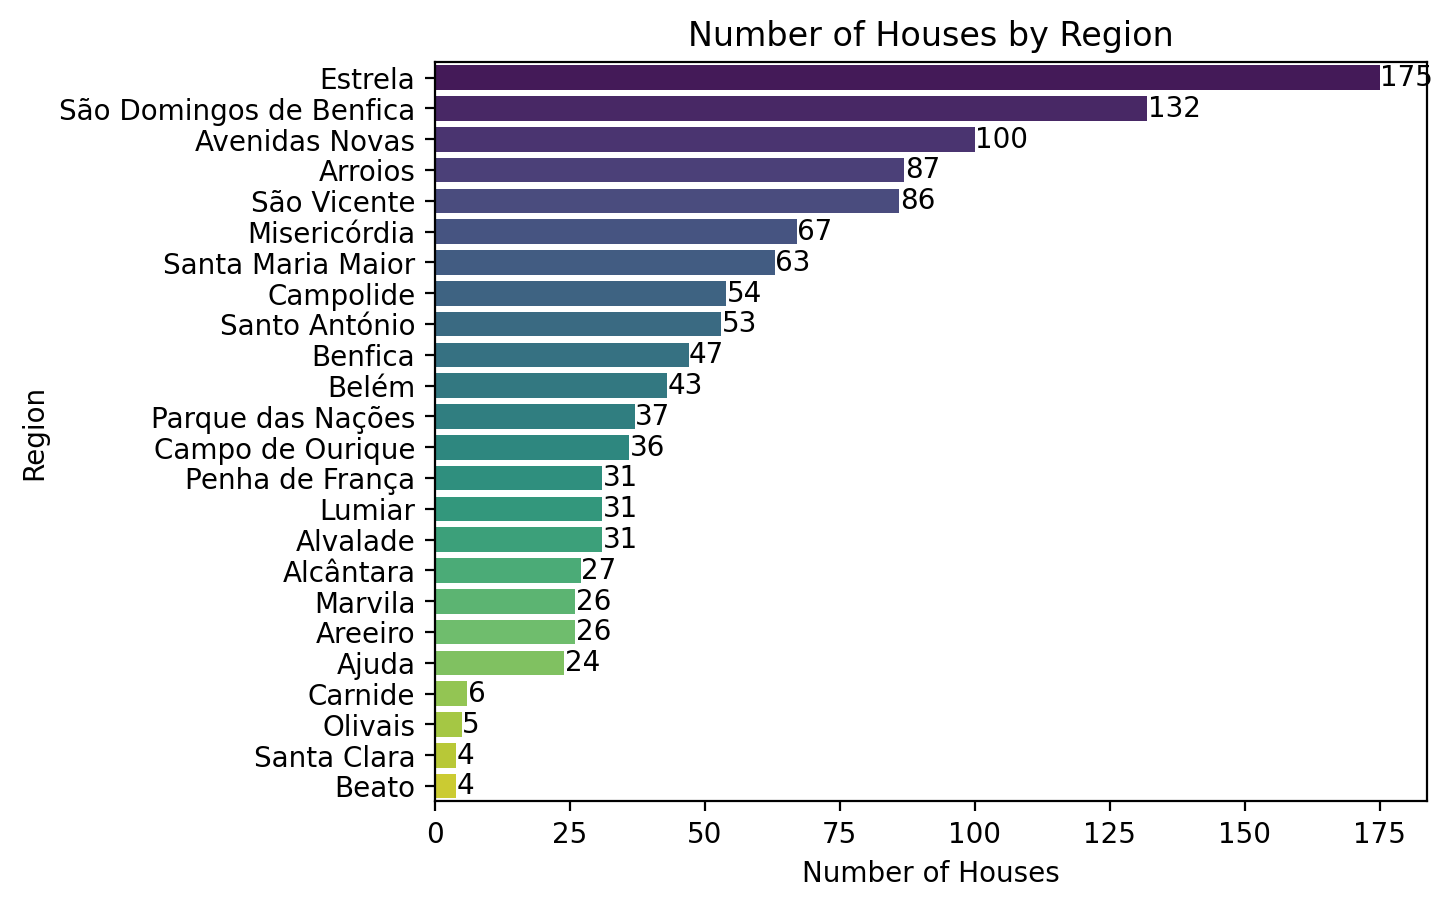 Number of Houses by Region
Estrela 175
São Domingos de Benfica 132
Avenidas Novas 100
Arroios 87
São Vicente 86
Misericórdia 67
Santa Maria Maior 63
Campolide 54
Santo António 53
Benfica 47
Belém 43
Parque das Nações 37
Campo de Ourique 36
Penha de França 31
Lumiar 31
Alvalade 31
Alcântara 27
Marvila 26
Areeiro 26
Ajuda 24
Carnide 6
Olivais 5
Santa Clara 4
Beato 4
0 25 50 75 100 125 150 175
Number of Houses
Region